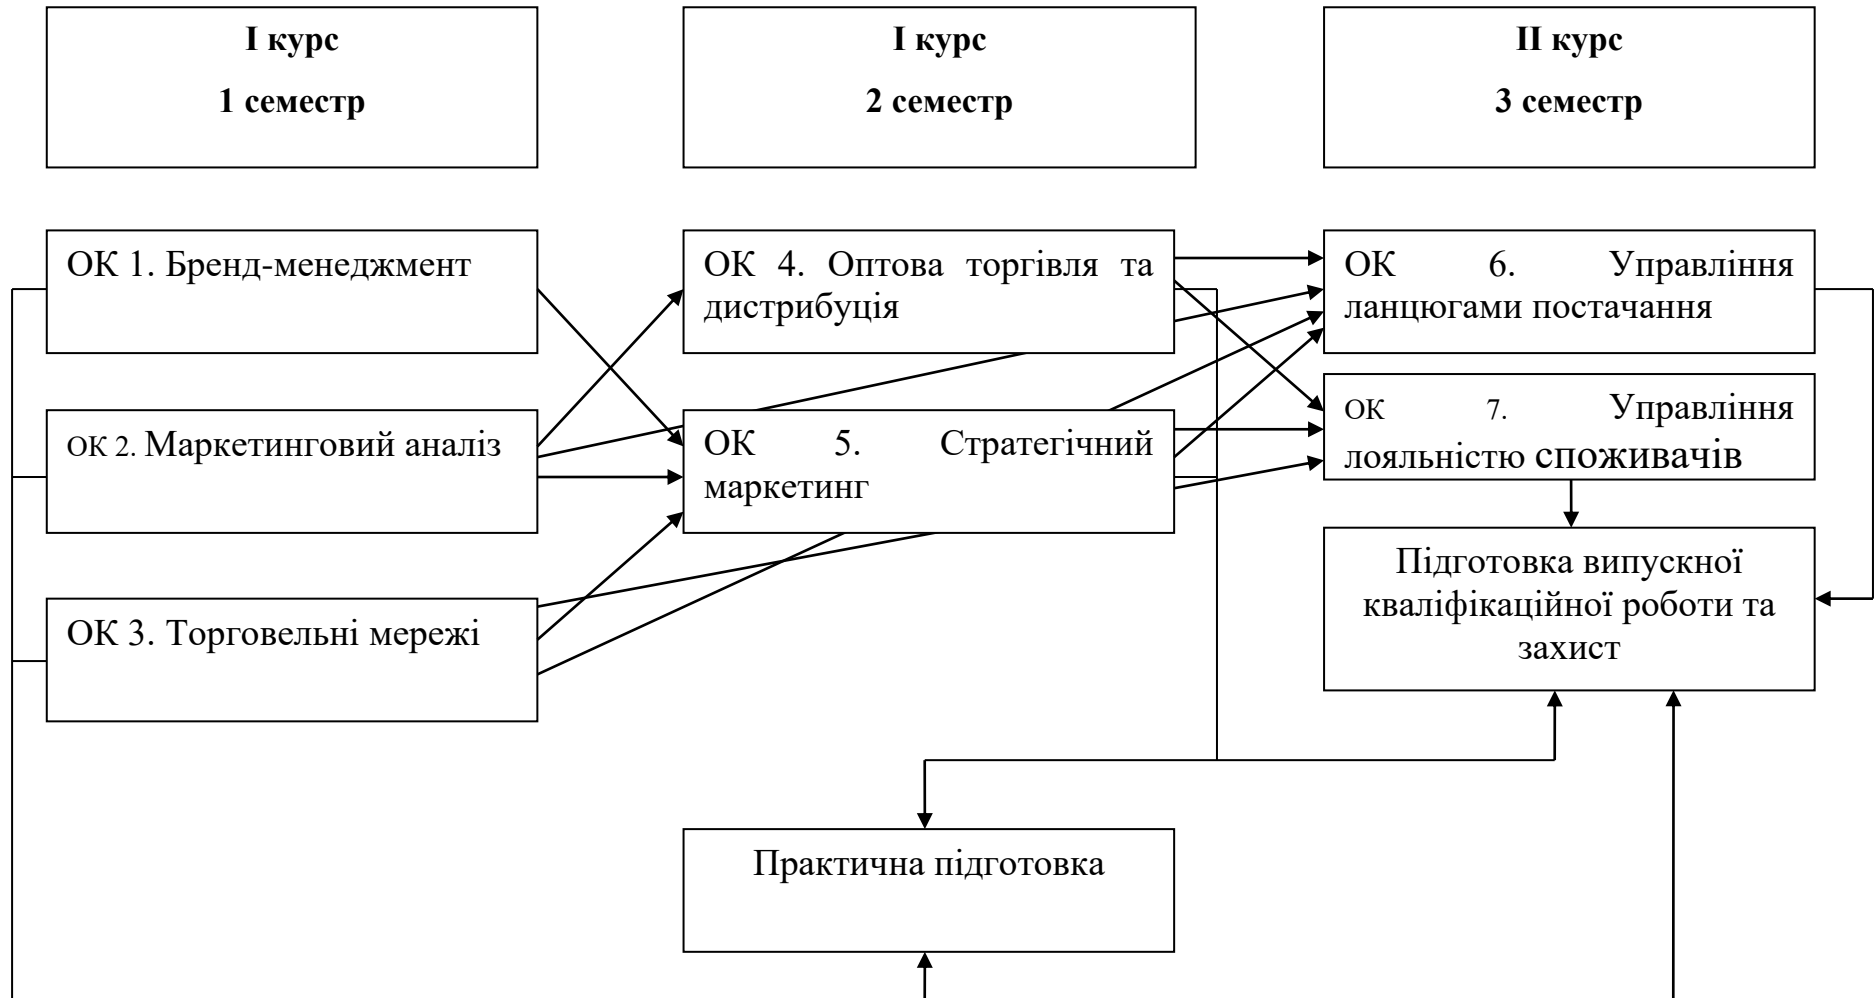 І курс
1 семестр
І курс
2 семестр
ІІ курс
3 семестр
ОК 1. Бренд-менеджмент
ОК 4. Оптова торгівля та
дистрибуція
ОК 6. Управління
ланцюгами постачання
ОК 2. Маркетинговий аналіз
ОК 5. Стратегічний
маркетинг
ОК 7. Управління
лояльністю споживачів
Підготовка випускної
кваліфікаційної роботи та
захист
ОК 3. Торговельні мережі
Практична підготовка